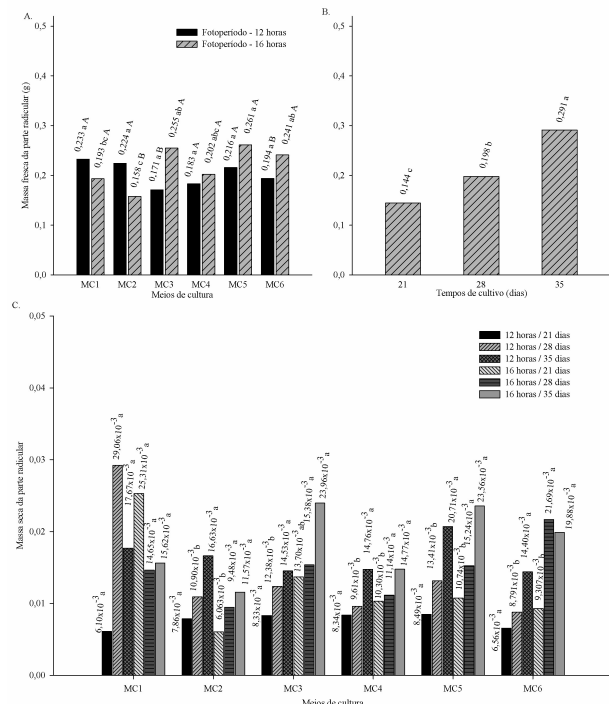 A.
Fotoperíodo - 12 horas
Fotoperíodo - 16 horas
Massa fresca da parte radicular (g)
0,5
0,4
0,3
0,2
0,1
0,0
0,233 a A
0,193 bc A
0,224 a A
0,158 c B
0,171 a B
0,255 ab A
0,183 a A
0,202 abc A
0,216 a A
0,261 a A
0,194 a B
0,241 ab A
MC1 MC2 MC3 MC4 MC5 MC6
Meios de cultura
B.
0,5
0,4
0,3
0,2
0,1
0,0
0,144 c
0,198 b
0,291 a
21 28 35
Tempos de cultivo (dias)
C.
12 horas / 21 dias
12 horas / 28 dias
12 horas / 35 dias
16 horas / 21 dias
16 horas / 28 dias
16 horas / 35 dias
Massa seca da parte radicular
0,05
0,04
0,03
0,02
0,01
0,00
6,10x10⁻³ a
29,06x10⁻³ a
17,67x10⁻³ a
25,31x10⁻³ a
14,65x10⁻³ a
15,62x10⁻³ a
7,86x10⁻³ a
10,90x10⁻³ b
16,63x10⁻³ a
6,063x10⁻³ b
9,48x10⁻³ a
11,57x10⁻³ a
8,33x10⁻³ a
12,38x10⁻³ b
14,53x10⁻³ a
13,70x10⁻³ ab
15,38x10⁻³ a
23,96x10⁻³ a
8,34x10⁻³ a
9,61x10⁻³ b
14,76x10⁻³ a
10,30x10⁻³ b
11,14x10⁻³ a
14,77x10⁻³ a
8,49x10⁻³ a
13,41x10⁻³ b
20,71x10⁻³ a
10,74x10⁻³ b
15,24x10⁻³ a
23,56x10⁻³ a
6,56x10⁻³ a
8,791x10⁻³ b
14,40x10⁻³ a
9,307x10⁻³ b
21,69x10⁻³ a
19,88x10⁻³ a
MC1 MC2 MC3 MC4 MC5 MC6
Meios de cultura